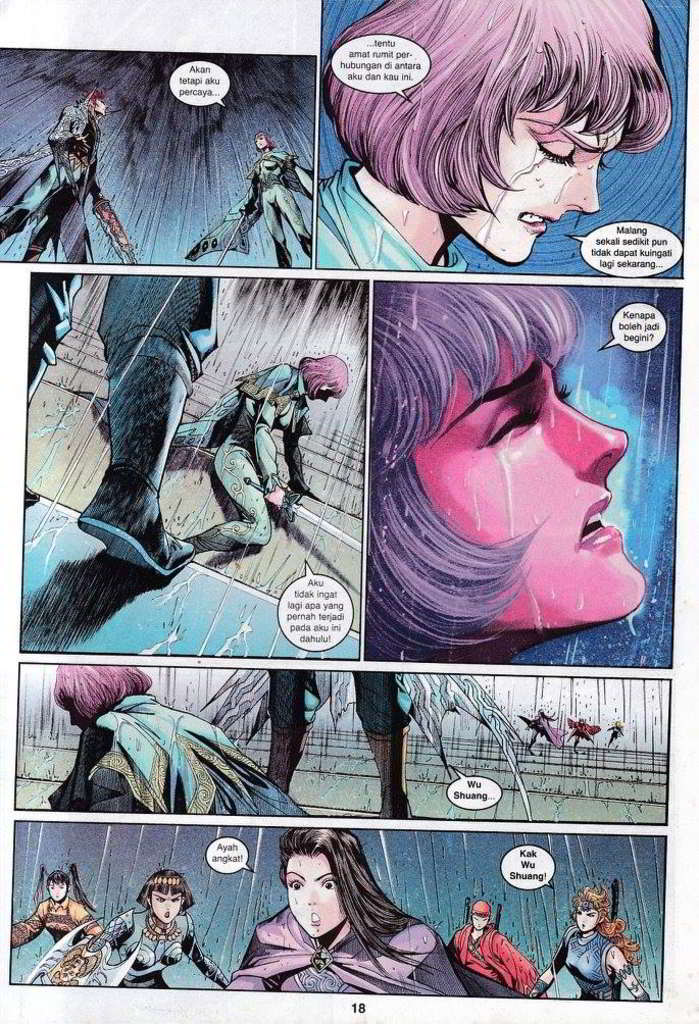 Akan
tetapi aku
percaya...
...tentu
amat rumit per-
hubungan di antara
aku dan kau ini.
Malang
sekali sedikit pun
tidak dapat kuingati
lagi sekarang...
Aku
tidak ingat
lagi apa yang
pernah terjadi
pada aku ini
dahulu!
Kenapa
boleh jadi
begini?
Wu
Shuang...
Ayah
angkat!
Kak
Wu
Shuang!
18